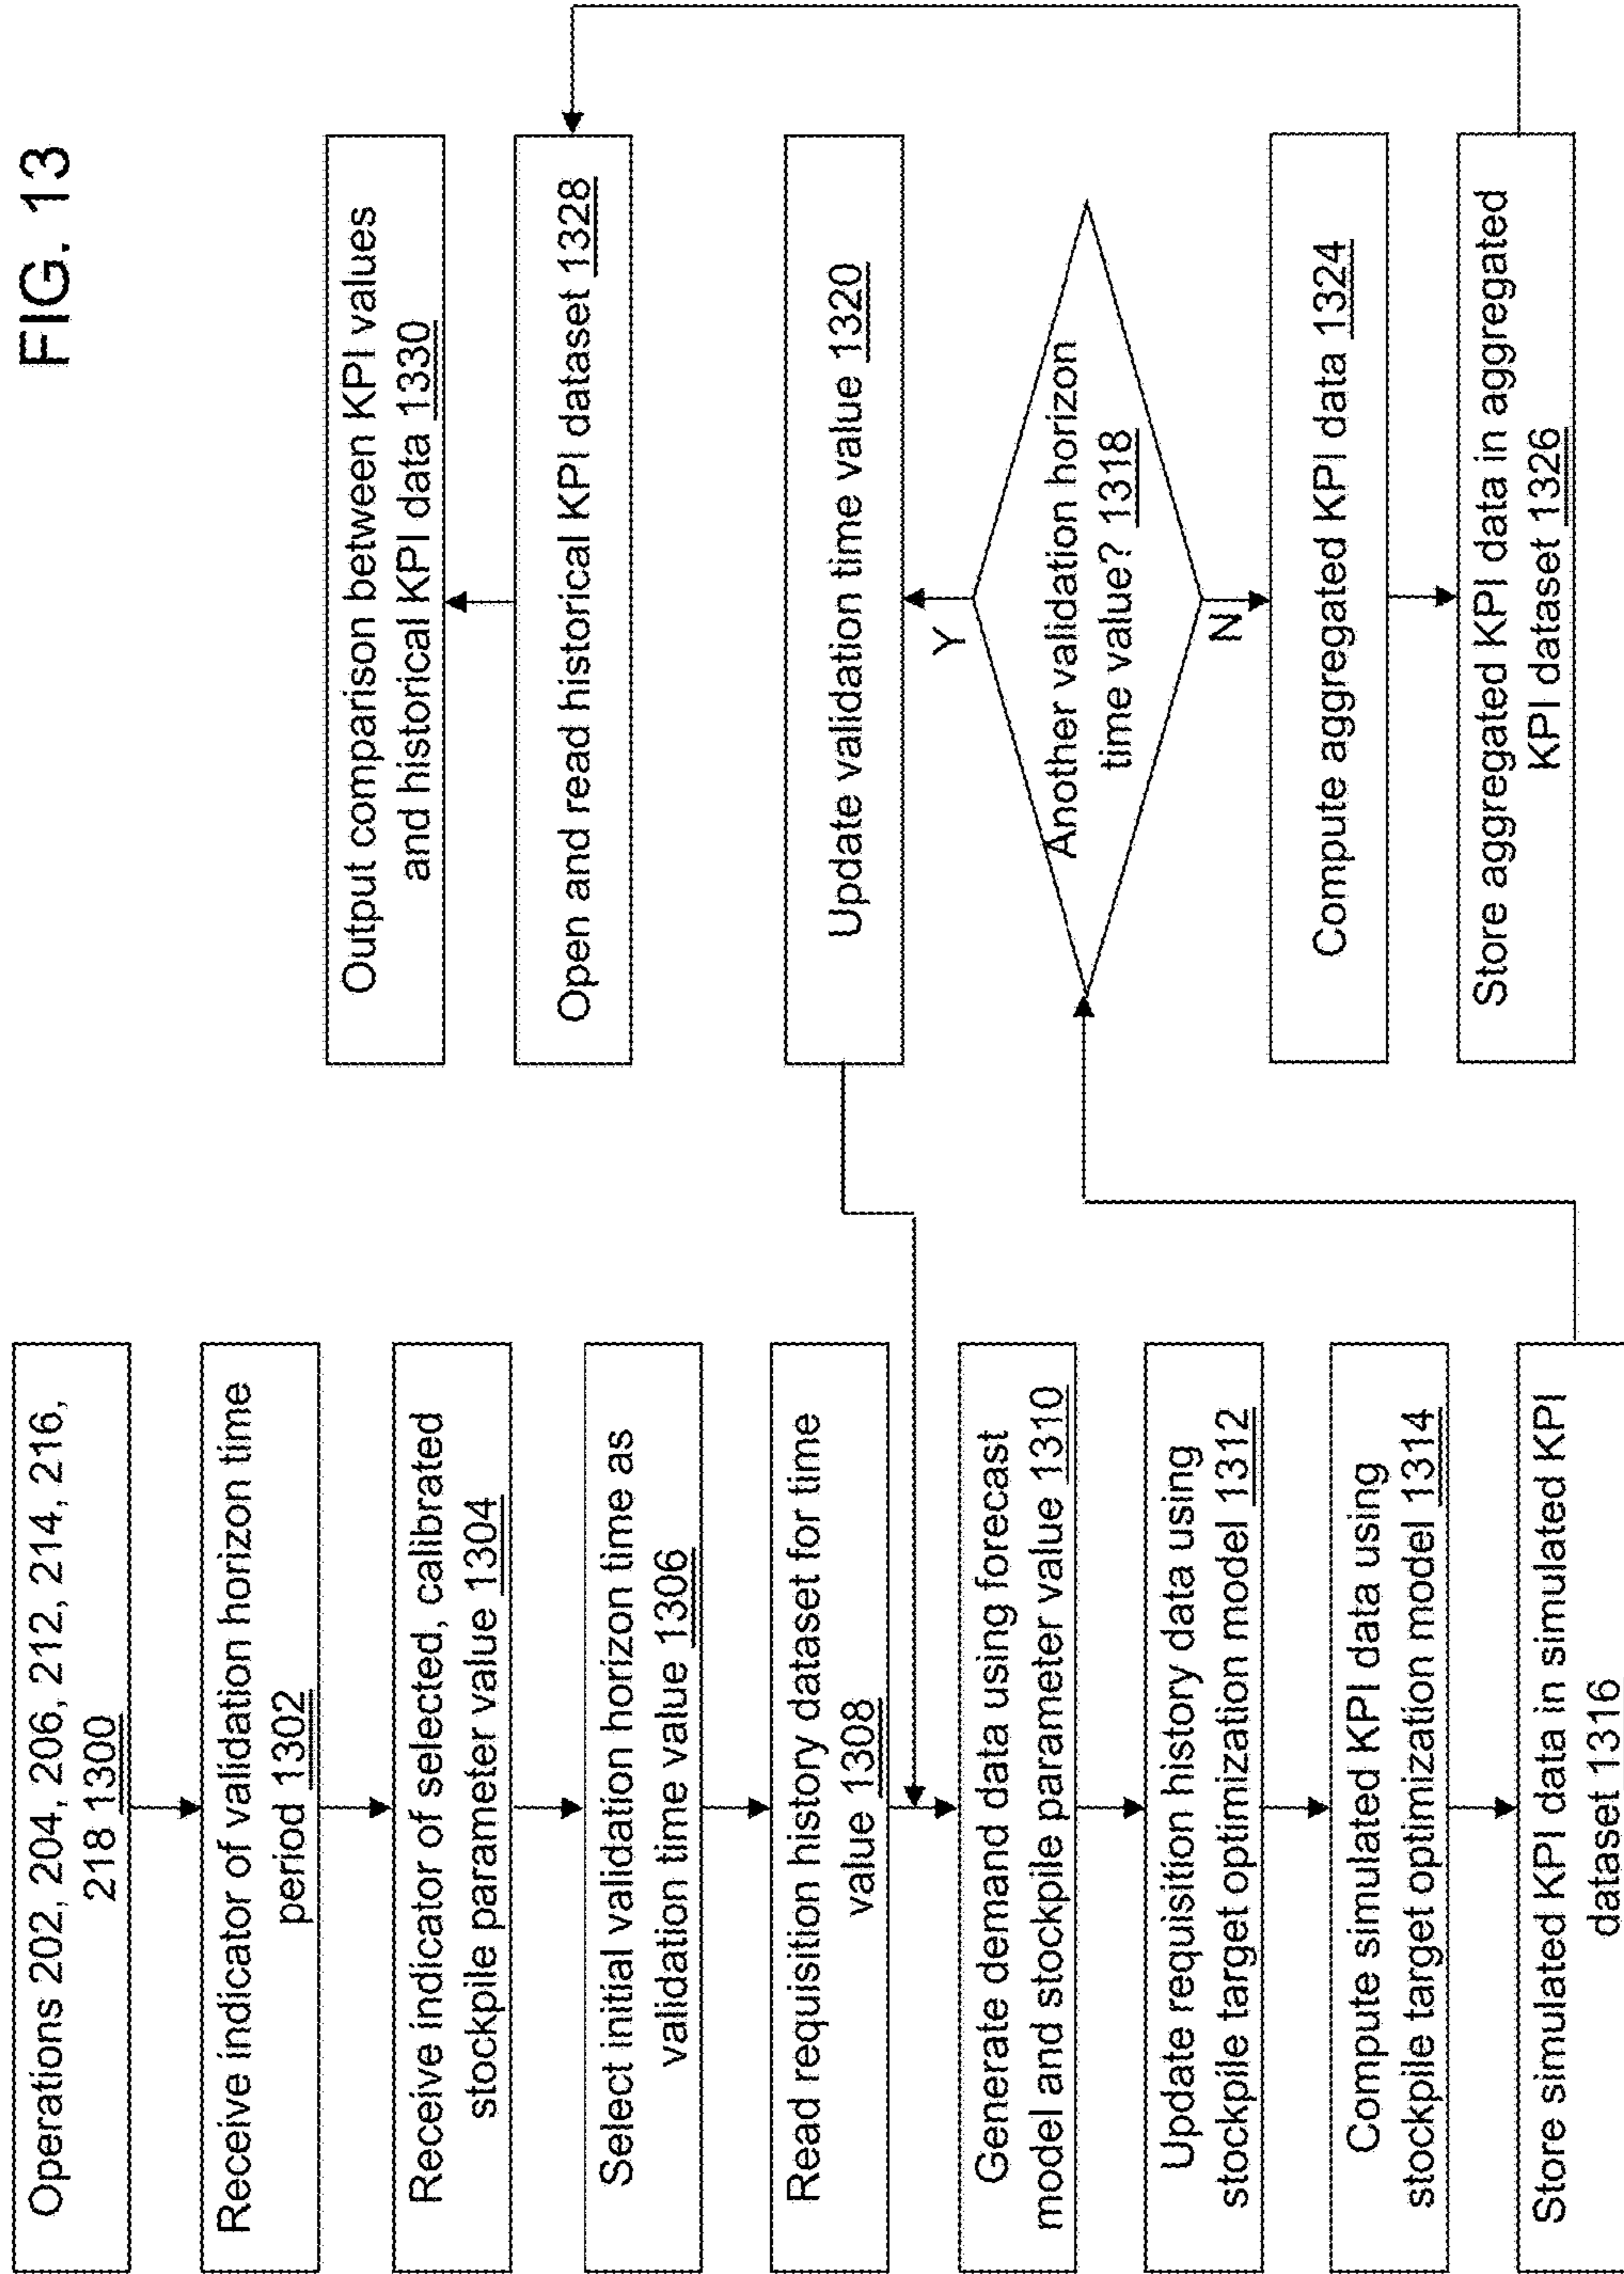 FIG. 13
Operations 202, 204, 206, 212, 214, 216,
218 1300
Receive indicator of validation horizon time
period 1302
Receive indicator of selected, calibrated
stockpile parameter value 1304
Select initial validation horizon time as
validation time value 1306
Read requisition history dataset for time
value 1308
Generate demand data using forecast
model and stockpile parameter value 1310
Update requisition history data using
stockpile target optimization model 1312
Compute simulated KPI data using
stockpile target optimization model 1314
Store simulated KPI data in simulated KPI
dataset 1316
Output comparison between KPI values
and historical KPI data 1330
Open and read historical KPI dataset 1328
Update validation time value 1320
Y
Another validation horizon
time value? 1318
N
Compute aggregated KPI data 1324
Store aggregated KPI data in aggregated
KPI dataset 1326